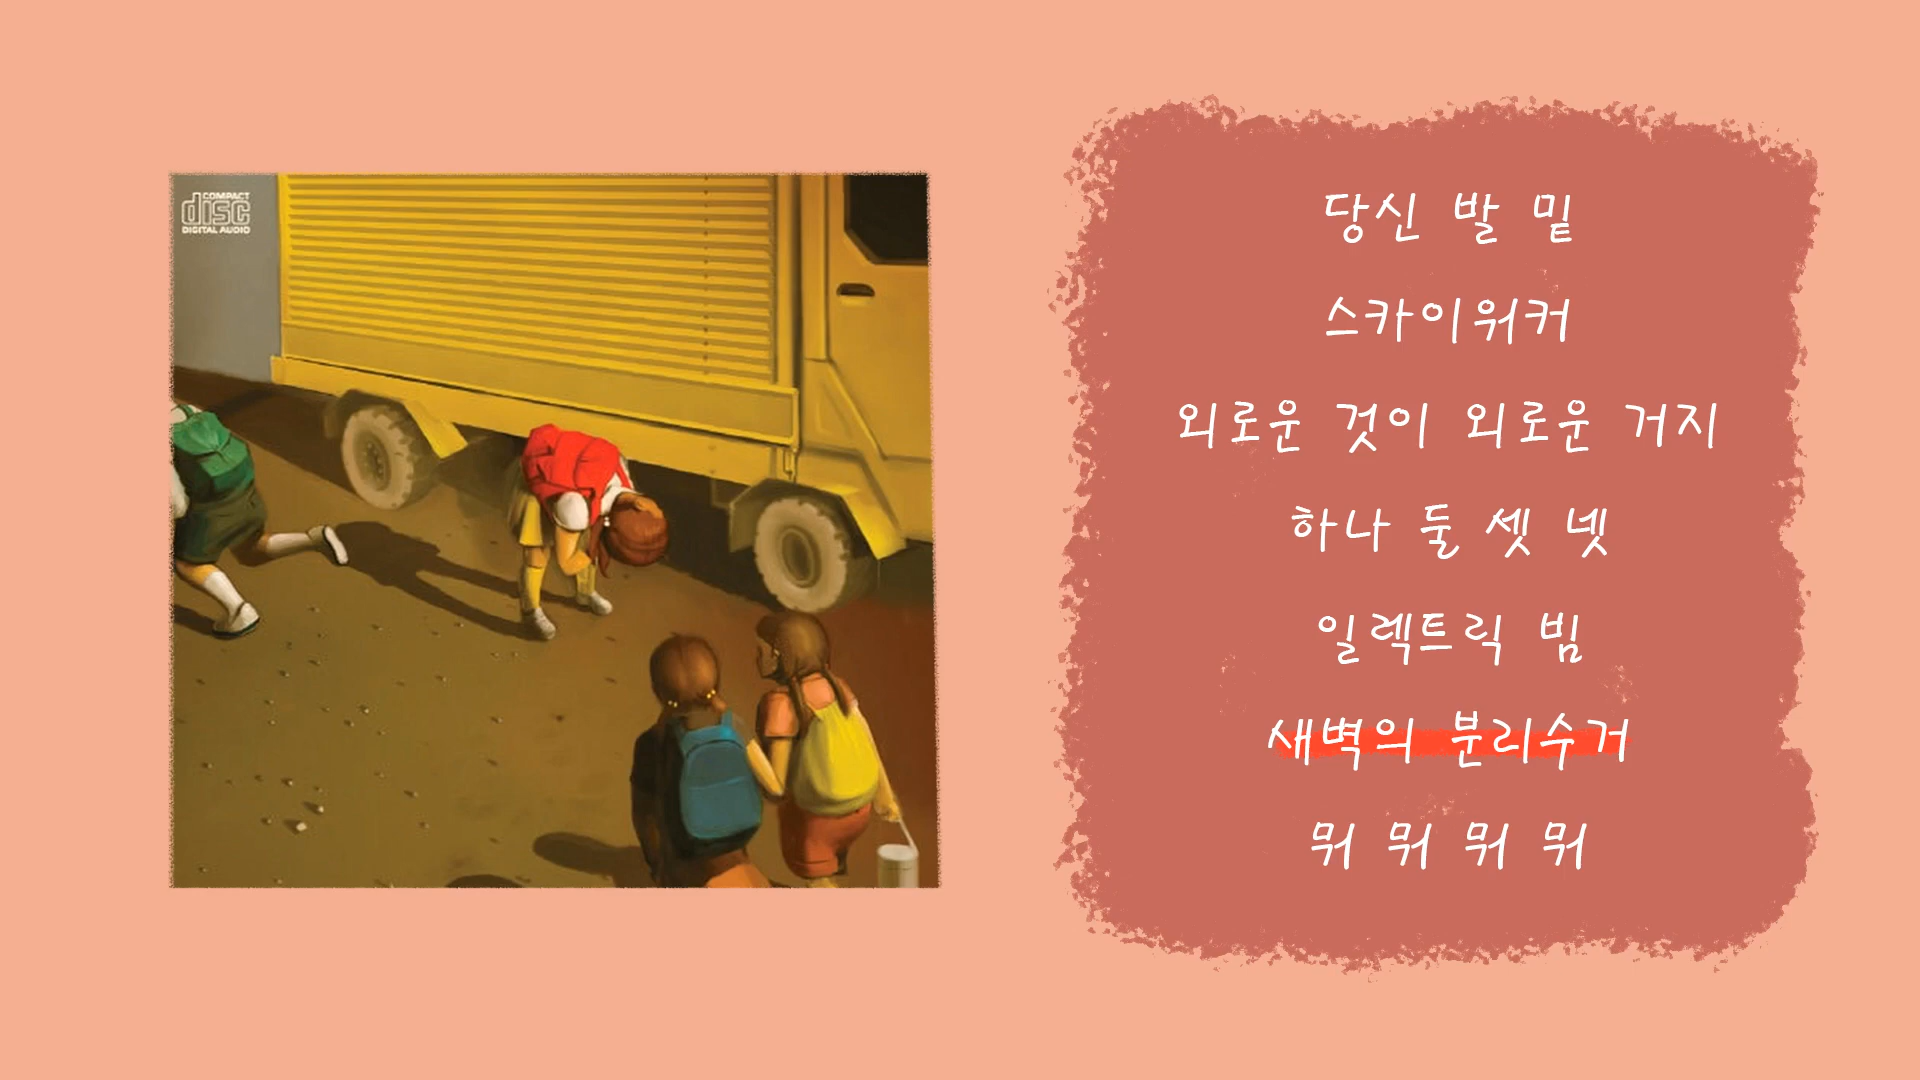 COMPACT
disc
DIGITAL AUDIO
당신 발 밑
스카이워커
외로운 것이 외로운 거지
하나 둘 셋 넷
일렉트릭 빔
새벽의 분리수거
뭐 뭐 뭐 뭐